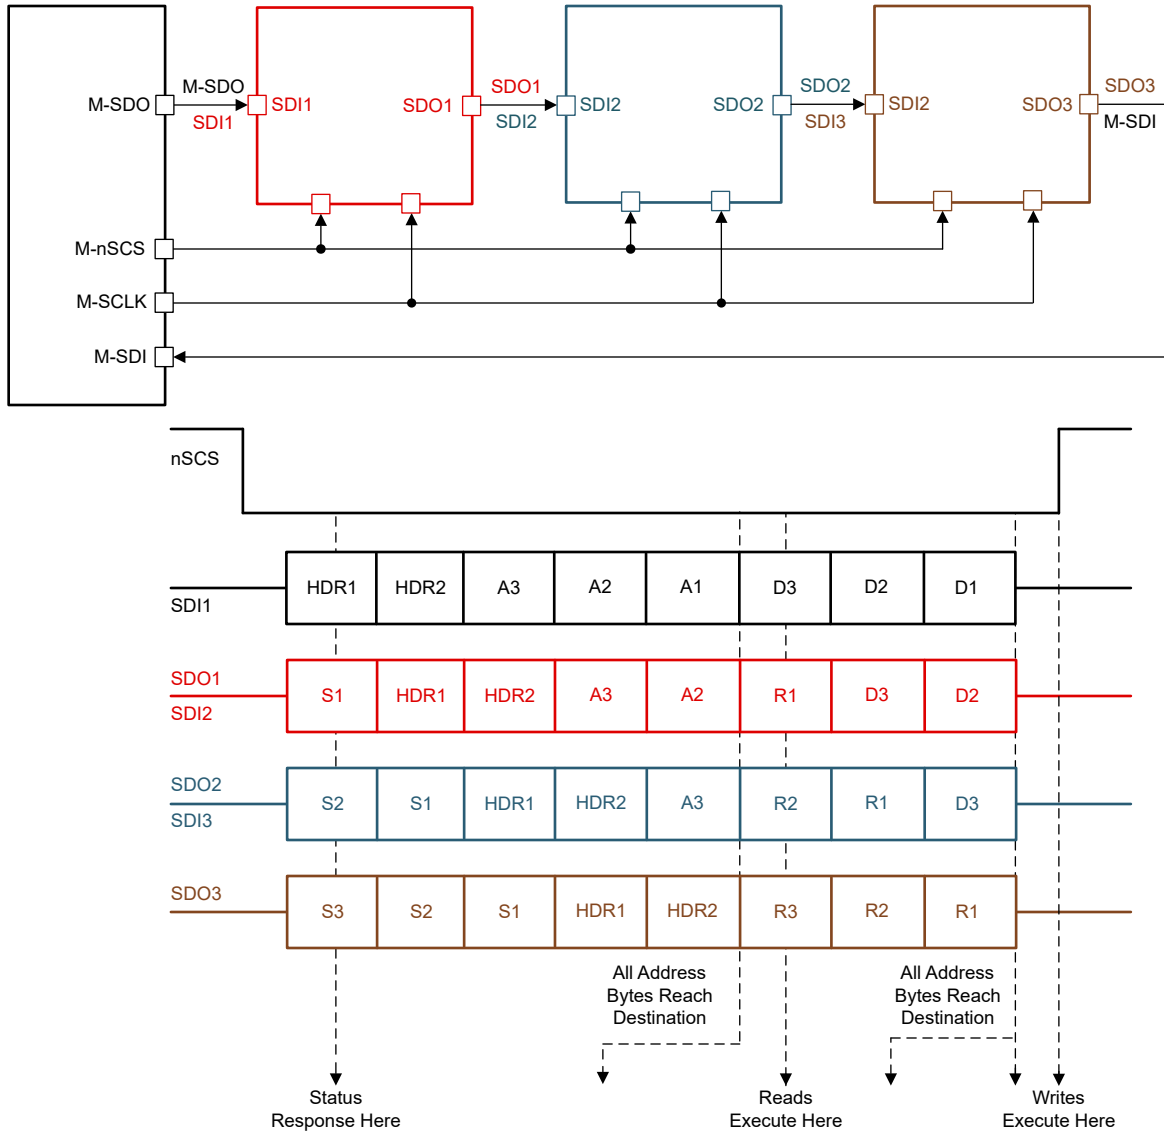 M-SDO
M-SDO
SDI1
SDI1
SDO1
SDO1
SDI2
SDI2
SDO2
SDO2
SDI3
SDI2
SDO3
SDO3
M-SDI
M-nSCS
M-SCLK
M-SDI
nSCS
SDI1
HDR1 HDR2 A3 A2 A1 D3 D2 D1
SDO1
SDI2
S1 HDR1 HDR2 A3 A2 R1 D3 D2
SDO2
SDI3
S2 S1 HDR1 HDR2 A3 R2 R1 D3
SDO3
S3 S2 S1 HDR1 HDR2 R3 R2 R1
All Address
Bytes Reach
Destination
All Address
Bytes Reach
Destination
Status
Response Here
Reads
Execute Here
Writes
Execute Here